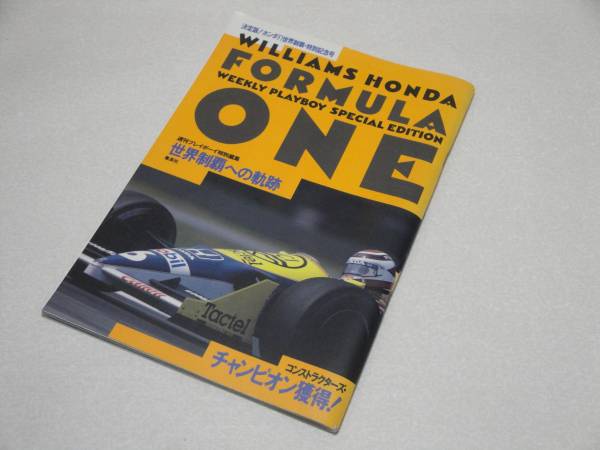 決定版!ホンダF1世界制覇・特別記念号
WILLIAMS HONDA
FORMULA
WEEKLY PLAYBOY SPECIAL EDITION
ONE
週刊プレイボーイ特別編集
世界制覇への軌跡
集英社
Mobil
Tactel
コンストラクターズ・
チャンピオン獲得!